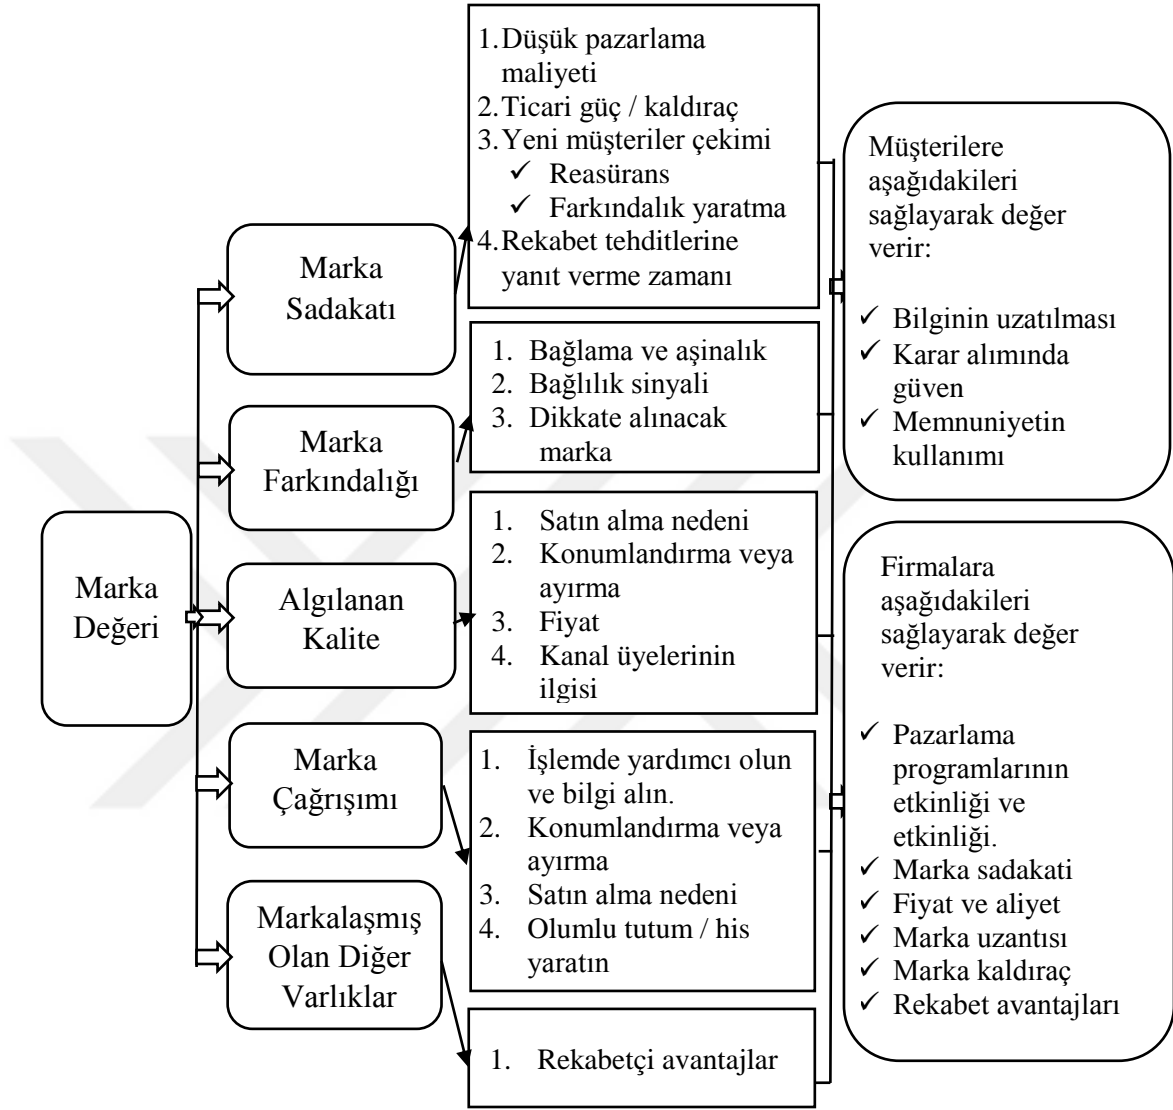 Marka
Değeri
Marka
Sadakatı
Marka
Farkındalığı
Algılanan
Kalite
Marka
Çağrışımı
Markalaşmış
Olan Diğer
Varlıklar
1. Düşük pazarlama
maliyeti
2. Ticari güç / kaldıraç
3. Yeni müşteriler çekimi
✓ Reasürans
✓ Farkındalık yaratma
4. Rekabet tehditlerine
yanıt verme zamanı
1. Bağlama ve aşinalık
2. Bağlılık sinyali
3. Dikkate alınacak
marka
1. Satın alma nedeni
2. Konumlandırma veya
ayırma
3. Fiyat
4. Kanal üyelerinin
ilgisi
1. İşlemde yardımcı olun
ve bilgi alın.
2. Konumlandırma veya
ayırma
3. Satın alma nedeni
4. Olumlu tutum / his
yaratın
1. Rekabetçi avantajlar
Müşterilere
aşağıdakileri
sağlayarak değer
verir:
✓ Bilginin uzatılması
✓ Karar alımında
güven
✓ Memnuniyetin
kullanımı
Firmalara
aşağıdakileri
sağlayarak değer
verir:
✓ Pazarlama
programlarının
etkinliği ve
etkinliği.
✓ Marka sadakati
✓ Fiyat ve aliyet
✓ Marka uzantısı
✓ Marka kaldıraç
✓ Rekabet avantajları